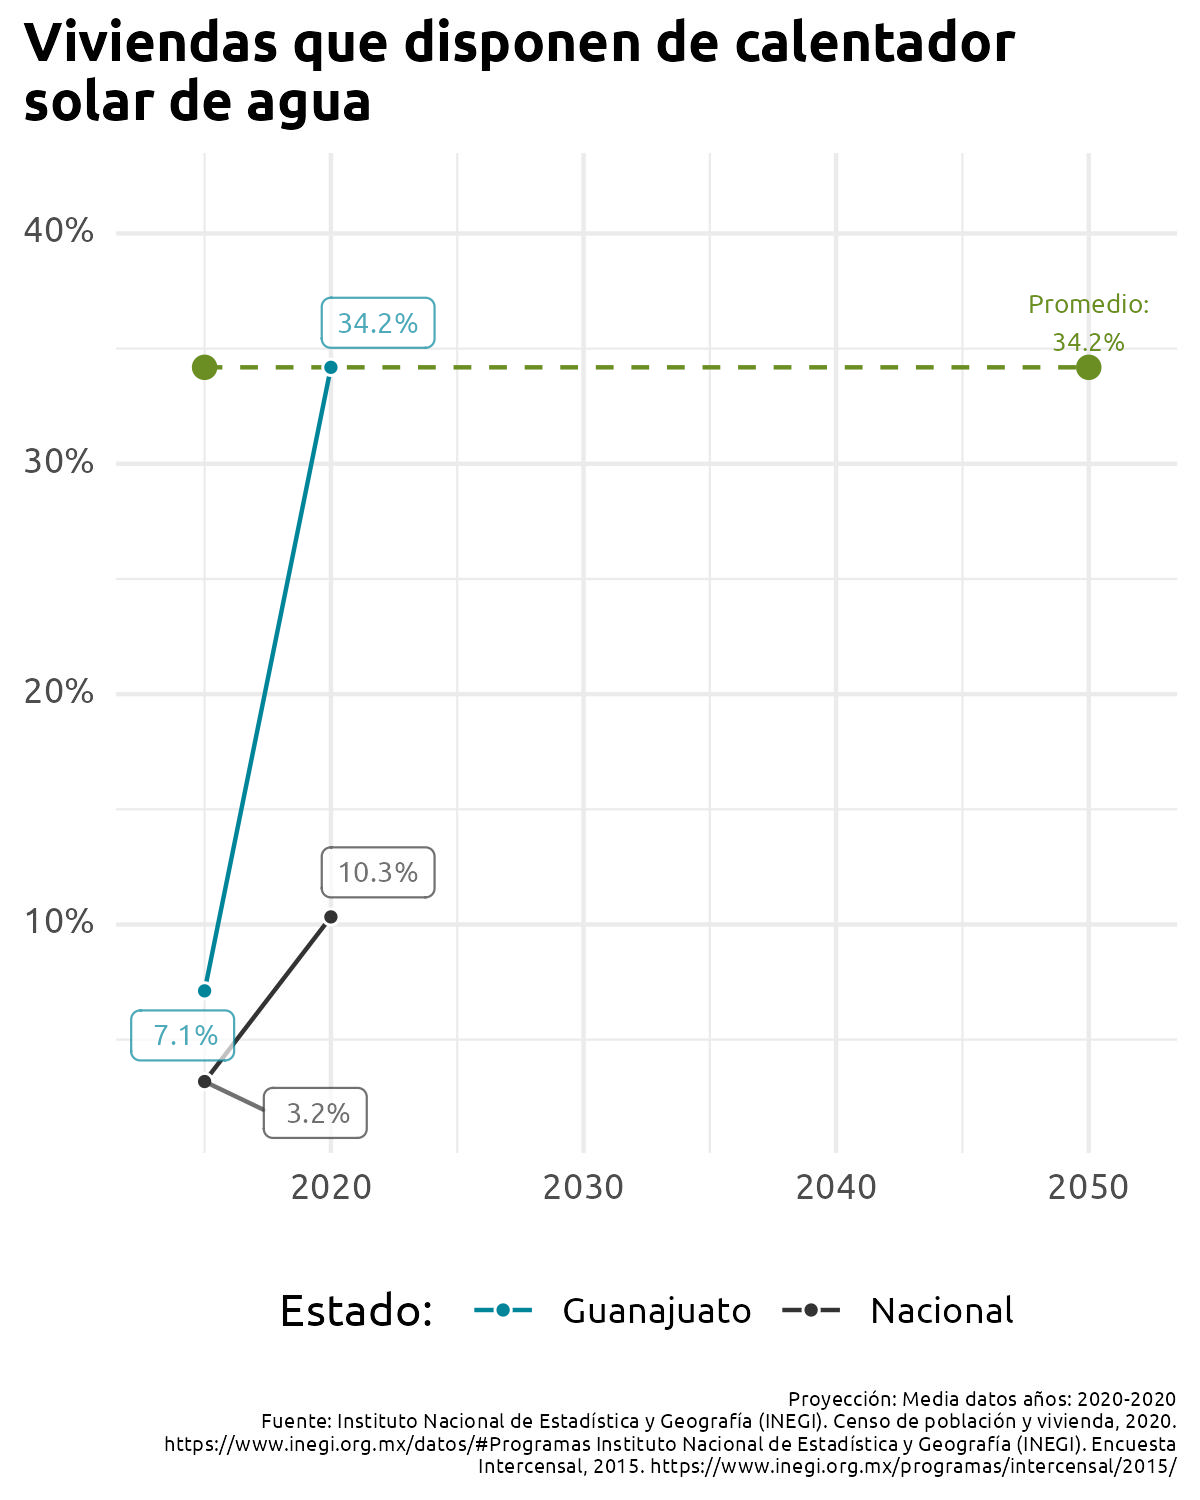 Viviendas que disponen de calentador
solar de agua
40%
34.2%
Promedio:
34.2%
30%
20%
10.3%
10%
7.1%
3.2%
2020 2030 2040 2050
Estado: Guanajuato Nacional
Proyección: Media datos años: 2020-2020
Fuente: Instituto Nacional de Estadística y Geografía (INEGI). Censo de población y vivienda, 2020.
https://www.inegi.org.mx/datos/#Programas Instituto Nacional de Estadística y Geografía (INEGI). Encuesta
Intercensal, 2015. https://www.inegi.org.mx/programas/intercensal/2015/